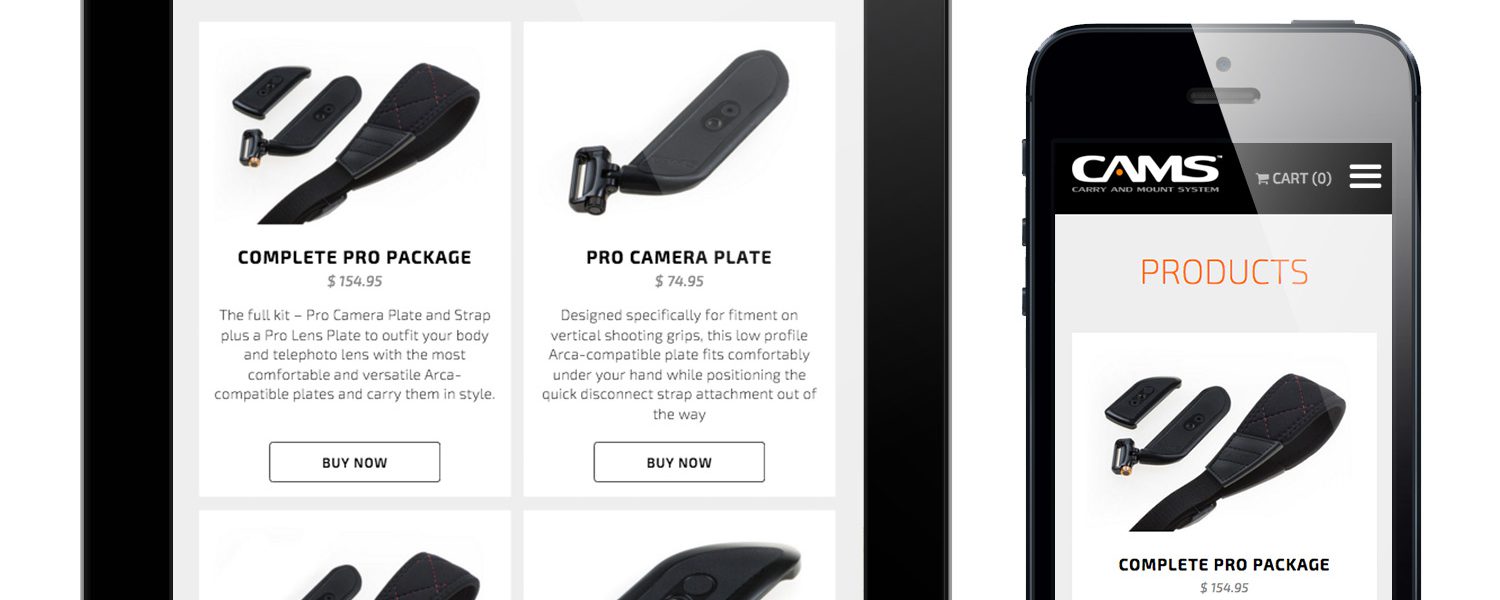 COMPLETE PRO PACKAGE
$ 154.95
The full kit – Pro Camera Plate and Strap
plus a Pro Lens Plate to outfit your body
and telephoto lens with the most
comfortable and versatile Arca-
compatible plates and carry them in style.
BUY NOW
PRO CAMERA PLATE
$ 74.95
Designed specifically for fitment on
vertical shooting grips, this low profile
Arca-compatible plate fits comfortably
under your hand while positioning the
quick disconnect strap attachment out of
the way
BUY NOW
CAMS™
CARRY AND MOUNT SYSTEM
CART (0)
PRODUCTS
COMPLETE PRO PACKAGE
$ 154.95